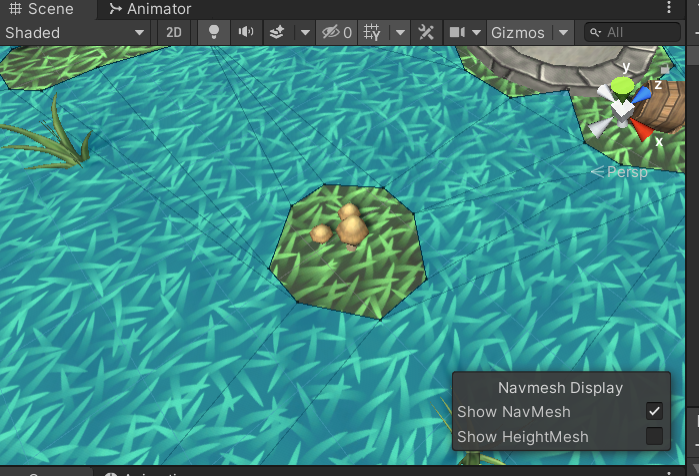 Scene Animator
Shaded 2D 0 Gizmos All
y
z
x
Persp
Navmesh Display
Show NavMesh
Show HeightMesh